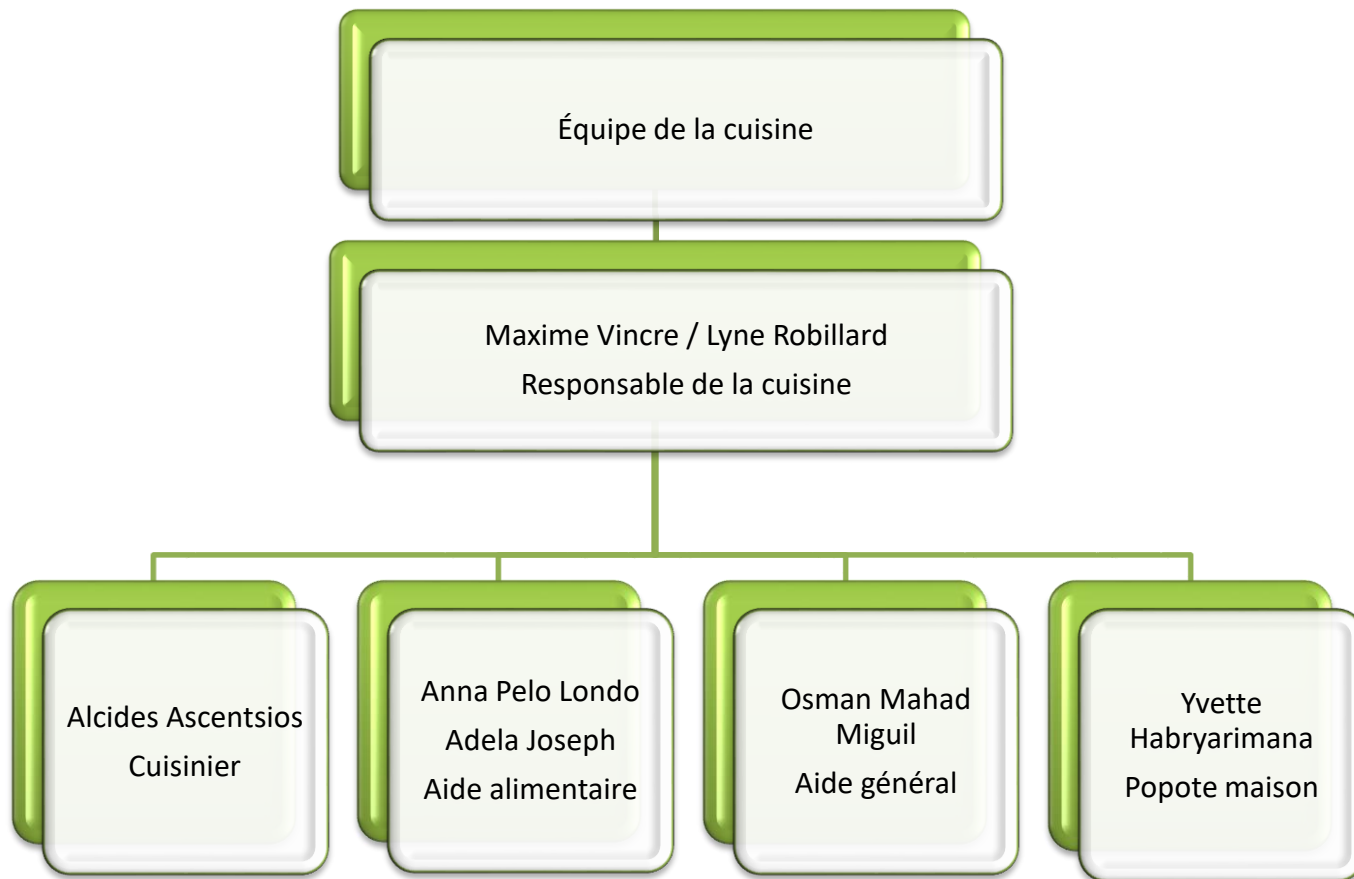 Équipe de la cuisine
Maxime Vincre / Lyne Robillard
Responsable de la cuisine
Alcides Ascentsios
Cuisinier
Anna Pelo Londo
Adela Joseph
Aide alimentaire
Osman Mahad
Miguil
Aide général
Yvette
Habryarimana
Popote maison